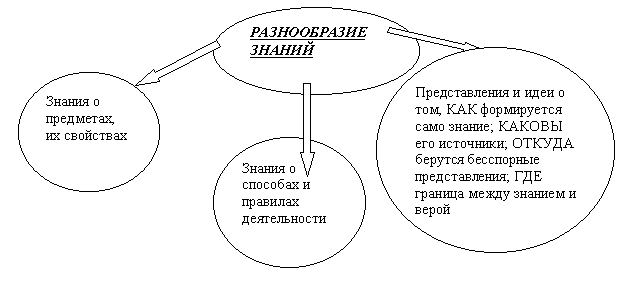 РАЗНООБРАЗИЕ
ЗНАНИЙ
Знания о
предметах,
их свойствах
Знания о
способах и
правилах
деятельности
Представления и идеи о
том, КАК формируется
само знание; КАКОВЫ
его источники; ОТКУДА
берутся бесспорные
представления; ГДЕ
граница между знанием и
верой